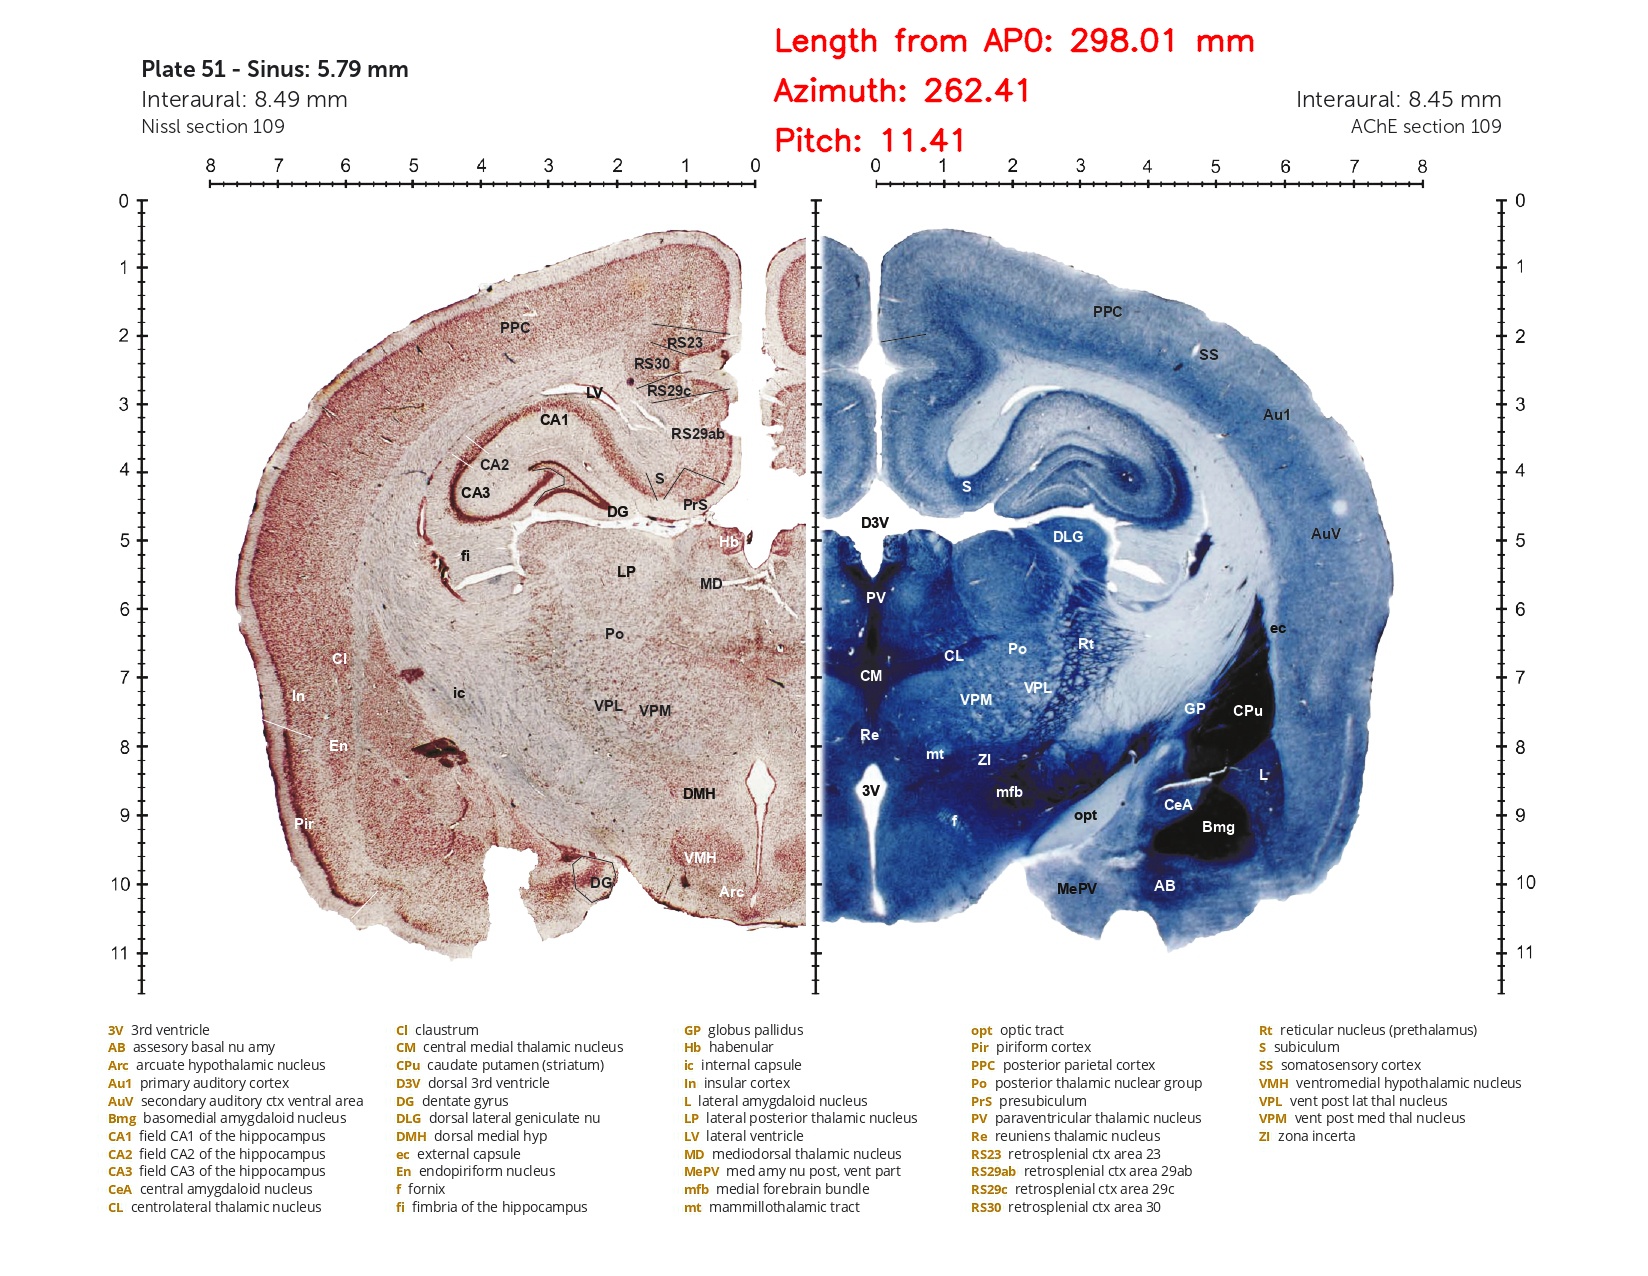 Length from AP0: 298.01 mm
Plate 51 - Sinus: 5.79 mm
Azimuth: 262.41
Interaural: 8.49 mm
Interaural: 8.45 mm
Nissl section 109
AChE section 109
Pitch: 11.41
8 7 6 5 4 3 2 1 0
0 1 2 3 4 5 6 7 8
0
1
2
3
4
5
6
7
8
9
10
11
PPC
RS23
RS30
RS29c
LV
CA1
RS29ab
CA2
S
CA3
PrS
DG
Hb
fi
LP
MD
Po
Cl
ic
In
VPL
VPM
En
DMH
Pir
VMH
DG
Arc
PPC
SS
Au1
S
D3V
AuV
DLG
PV
ec
Rt
Po
CL
CM
VPL
VPM
GP
CPu
Re
mt
ZI
L
3V
mfb
CeA
f
opt
Bmg
MePV
AB
0
1
2
3
4
5
6
7
8
9
10
11
3V 3rd ventricle
AB assesory basal nu amy
Arc arcuate hypothalamic nucleus
Au1 primary auditory cortex
AuV secondary auditory ctx ventral area
Bmg basomedial amygdaloid nucleus
CA1 field CA1 of the hippocampus
CA2 field CA2 of the hippocampus
CA3 field CA3 of the hippocampus
CeA central amygdaloid nucleus
CL centrolateral thalamic nucleus
Cl claustrum
CM central medial thalamic nucleus
CPu caudate putamen (striatum)
D3V dorsal 3rd ventricle
DG dentate gyrus
DLG dorsal lateral geniculate nu
DMH dorsal medial hyp
ec external capsule
En endopiriform nucleus
f fornix
fi fimbria of the hippocampus
GP globus pallidus
Hb habenular
ic internal capsule
In insular cortex
L lateral amygdaloid nucleus
LP lateral posterior thalamic nucleus
LV lateral ventricle
MD mediodorsal thalamic nucleus
MePV med amy nu post, vent part
mfb medial forebrain bundle
mt mammillothalamic tract
opt optic tract
Pir piriform cortex
PPC posterior parietal cortex
Po posterior thalamic nuclear group
PrS presubiculum
PV paraventricular thalamic nucleus
Re reuniens thalamic nucleus
RS23 retrosplenial ctx area 23
RS29ab retrosplenial ctx area 29ab
RS29c retrosplenial ctx area 29c
RS30 retrosplenial ctx area 30
Rt reticular nucleus (prethalamus)
S subiculum
SS somatosensory cortex
VMH ventromedial hypothalamic nucleus
VPL vent post lat thal nucleus
VPM vent post med thal nucleus
ZI zona incerta